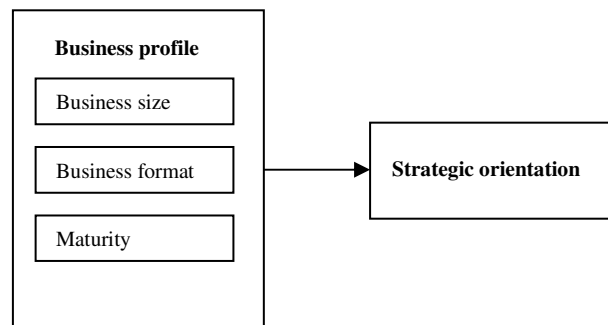 Business profile
Business size
Business format
Maturity
Strategic orientation